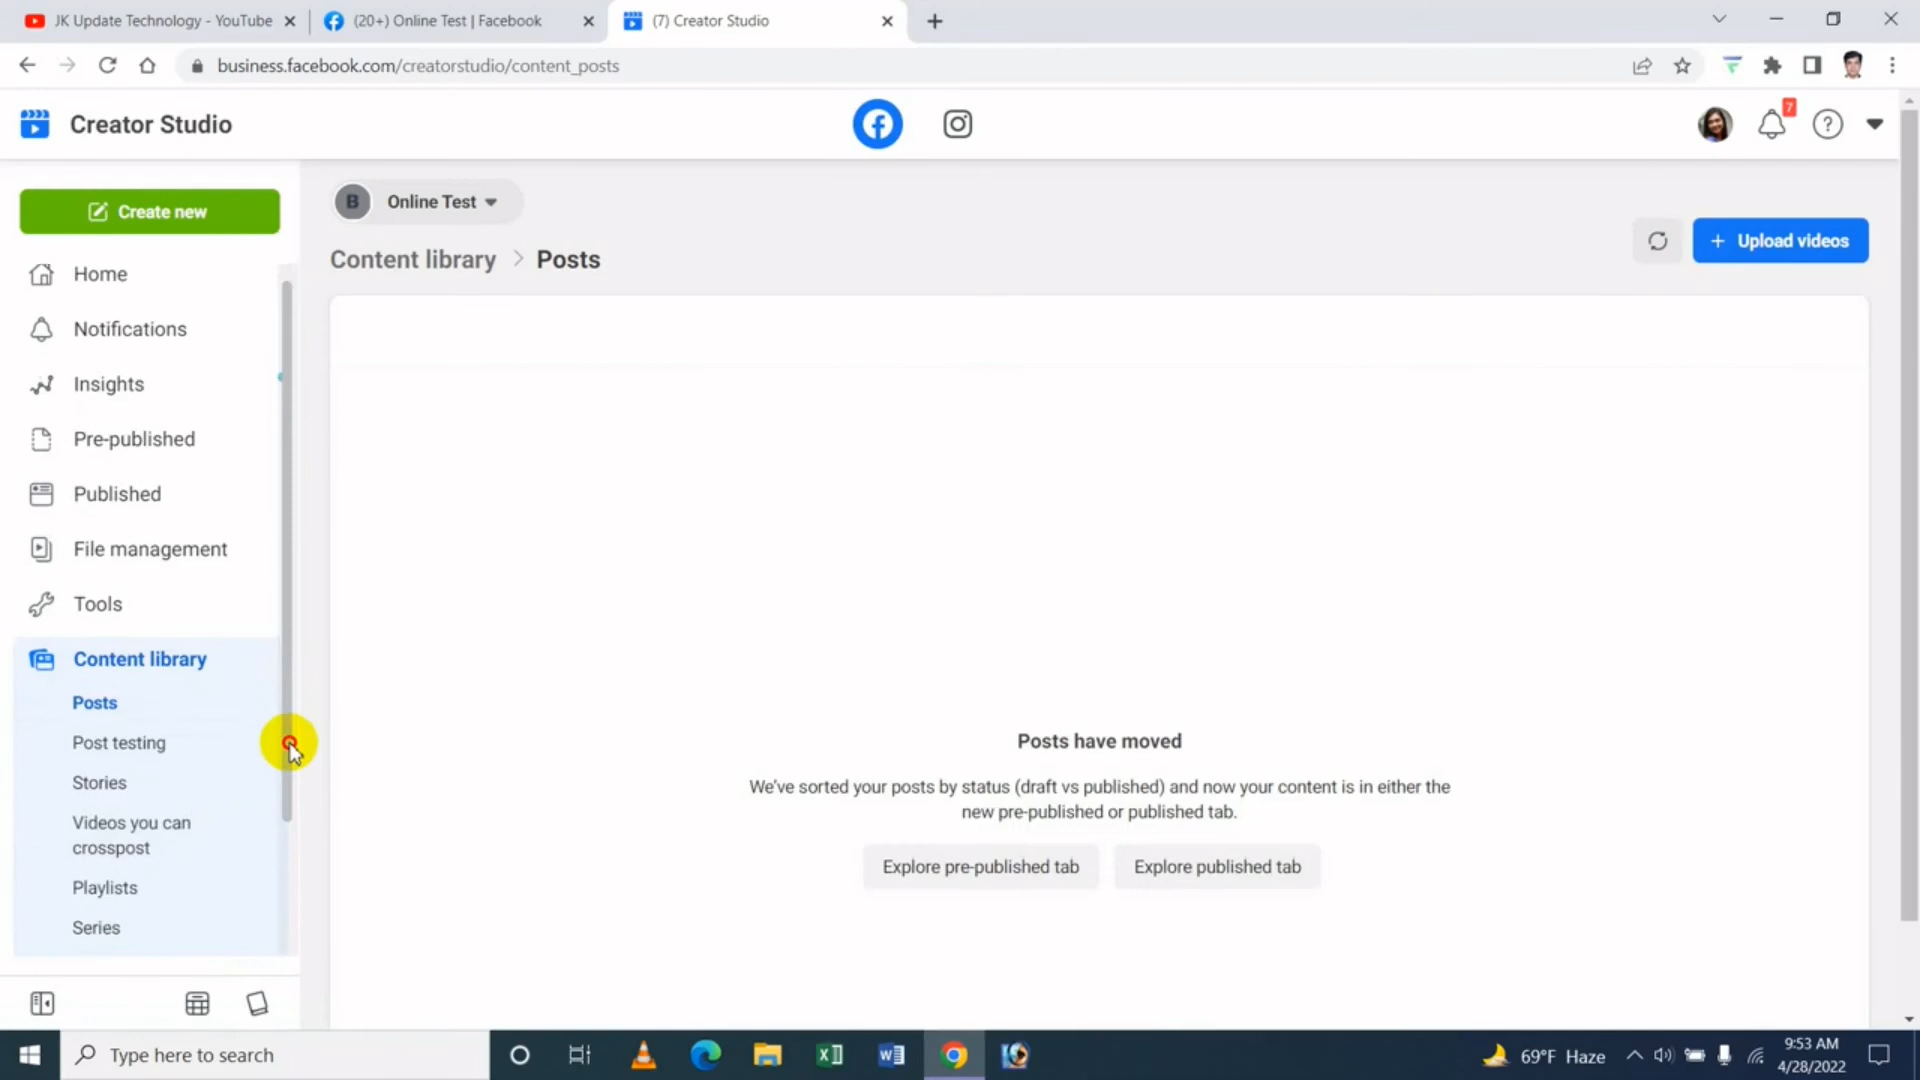 JK Update Technology - YouTube
(20+) Online Test | Facebook
(7) Creator Studio
business.facebook.com/creatorstudio/content_posts
Creator Studio
7
Create new
B Online Test
Content library > Posts
+ Upload videos
Home
Notifications
Insights
Pre-published
Published
File management
Tools
Content library
Posts
Post testing
Stories
Videos you can
crosspost
Playlists
Series
Posts have moved
We've sorted your posts by status (draft vs published) and now your content is in either the
new pre-published or published tab.
Explore pre-published tab
Explore published tab
Type here to search
69°F Haze
9:53 AM
4/28/2022